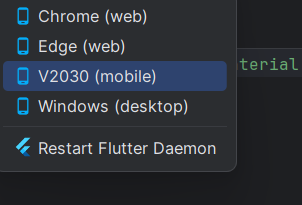 Chrome (web)
Edge (web)
V2030 (mobile)
terial
Windows (desktop)
Restart Flutter Daemon